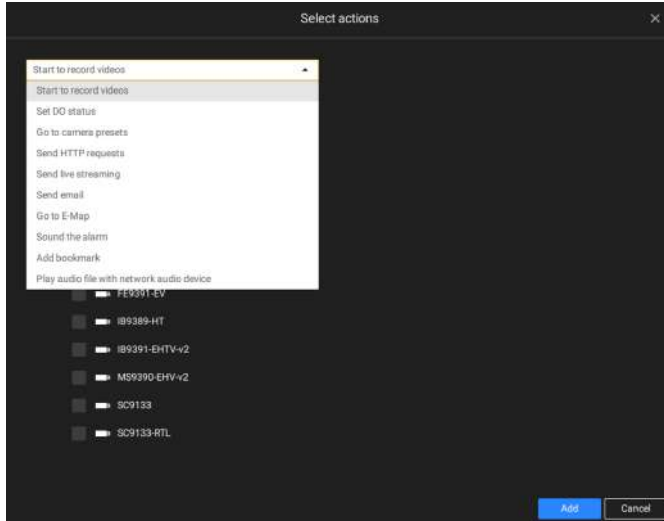 Select actions
Start to record videos
Start to record videos
Set DO status
Go to camera presets
Send HTTP requests
Send live streaming
Send email
Go to E-Map
Sound the alarm
Add bookmark
Play audio file with network audio device
FE9391-EV
IB9389-HT
IB9391-EHTV-v2
MS9390-EHV-v2
SC9133
SC9133-RTL
Add
Cancel